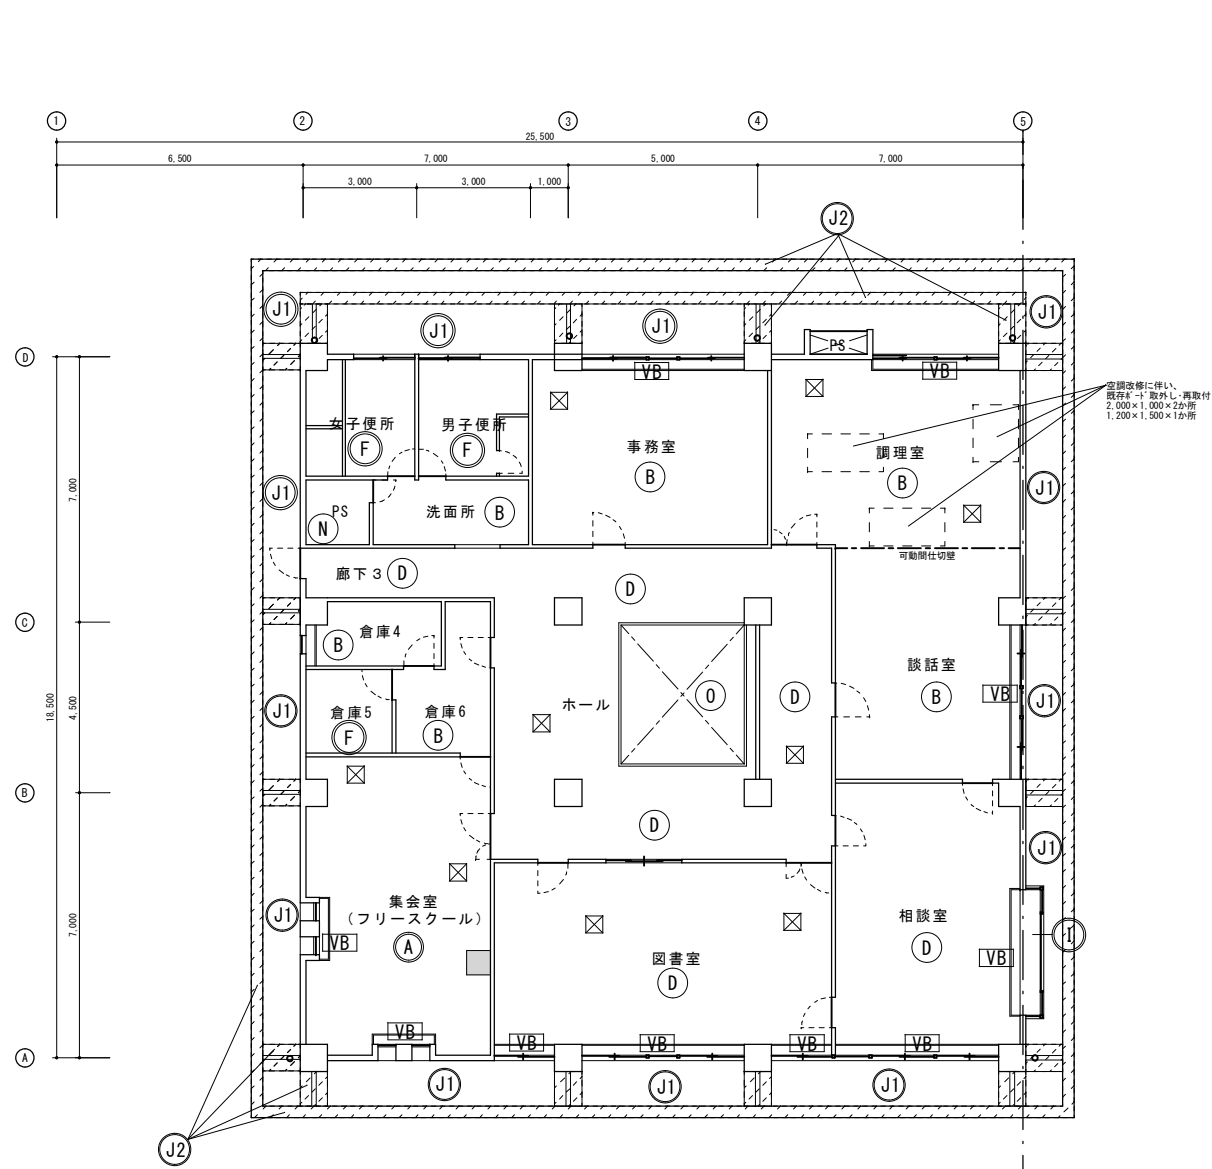 1
2
3
4
5
25,500
6,500
7,000
5,000
7,000
3,000
3,000
1,000
J2
J1
J1
J1
J1
D
PS
VB
VB
空調改修に伴い、
既存ボード取外し・再取付
2,000×1,000×2か所
1,200×1,500×1か所
女子便所
F
男子便所
F
事務室
B
調理室
B
J1
J1
7,000
PS
N
洗面所
B
可動間仕切壁
廊下3
D
D
C
倉庫4
B
談話室
B
VB
J1
J1
18,500
4,500
倉庫5
F
倉庫6
B
ホール
O
D
B
D
J1
集会室
(フリースクール)
A
J1
VB
7,000
相談室
D
VB
I
図書室
D
VB
VB
VB
VB
VB
A
J1
J1
J1
J2